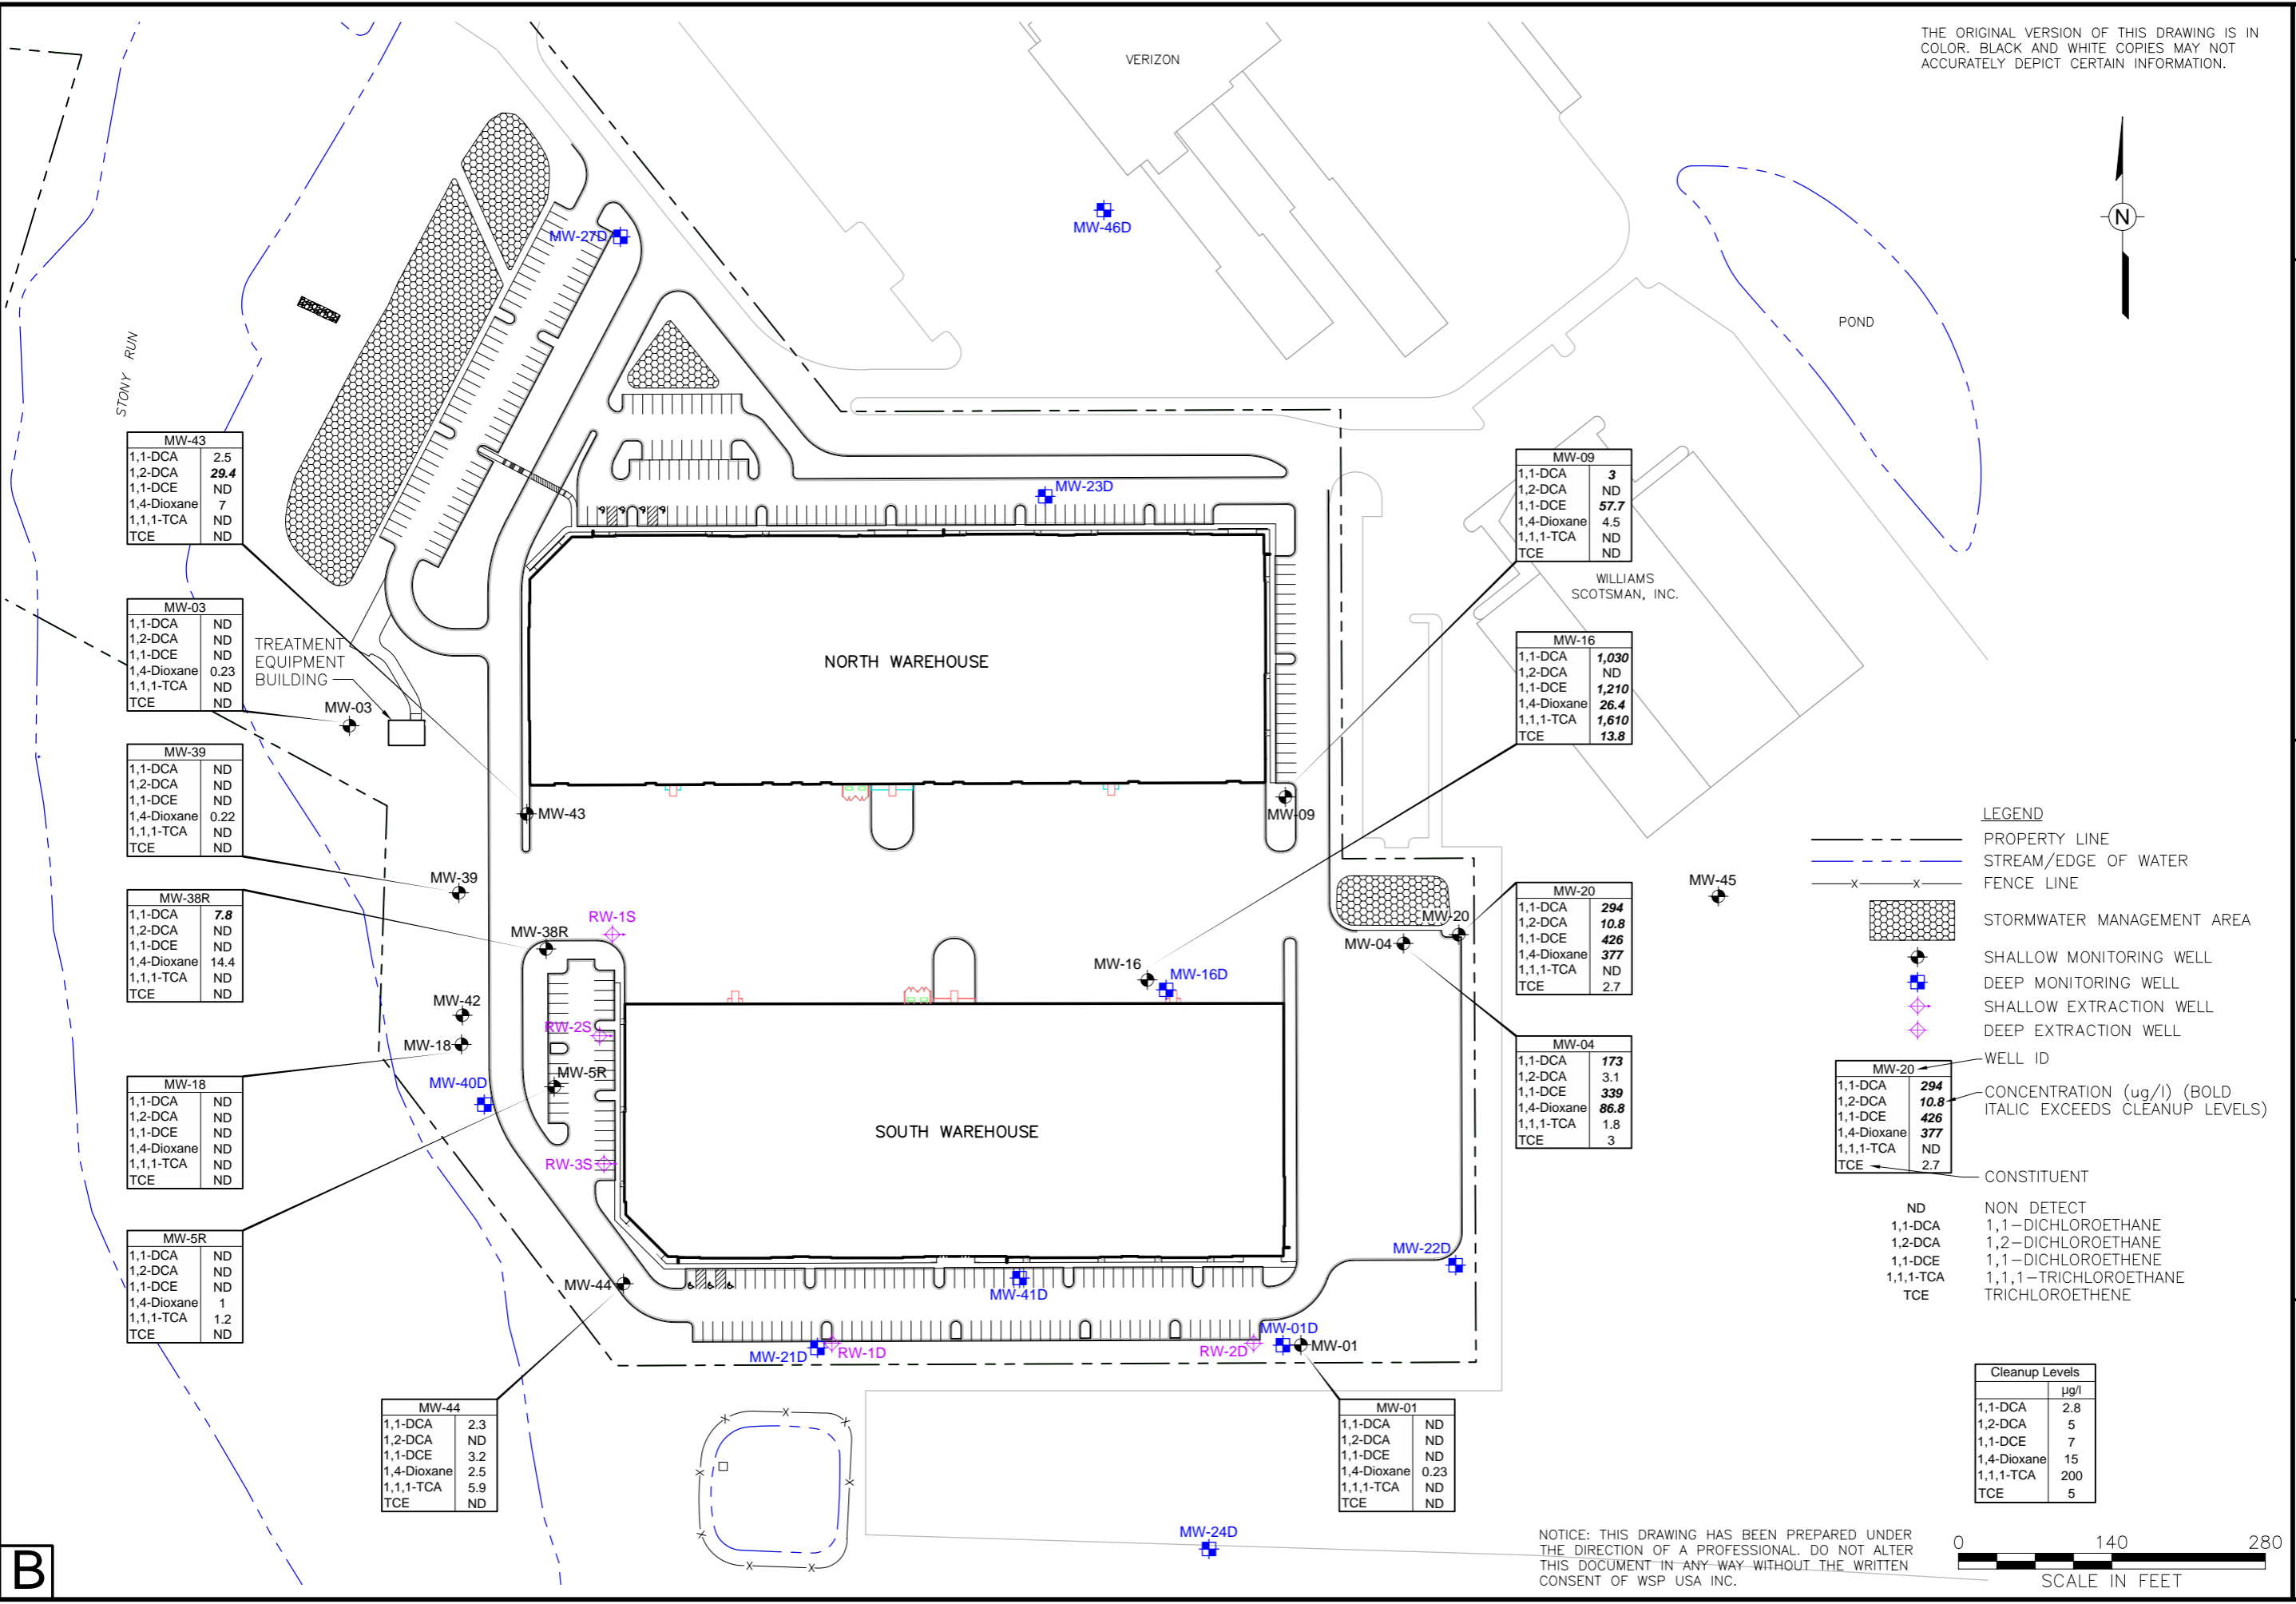 THE ORIGINAL VERSION OF THIS DRAWING IS IN
COLOR. BLACK AND WHITE COPIES MAY NOT
ACCURATELY DEPICT CERTAIN INFORMATION.
VERIZON
N
MW-46D
MW-27D
POND
STONY RUN
MW-43
1,1-DCA 2.5
1,2-DCA 29.4
1,1-DCE ND
1,4-Dioxane 7
1,1,1-TCA ND
TCE ND
MW-09
1,1-DCA 3
1,2-DCA ND
1,1-DCE 57.7
1,4-Dioxane 4.5
1,1,1-TCA ND
TCE ND
MW-23D
WILLIAMS
SCOTSMAN, INC.
MW-03
1,1-DCA ND
1,2-DCA ND
1,1-DCE ND
1,4-Dioxane 0.23
1,1,1-TCA ND
TCE ND
TREATMENT
EQUIPMENT
BUILDING
MW-03
NORTH WAREHOUSE
MW-16
1,1-DCA 1,030
1,2-DCA ND
1,1-DCE 1,210
1,4-Dioxane 26.4
1,1,1-TCA 1,610
TCE 13.8
MW-39
1,1-DCA ND
1,2-DCA ND
1,1-DCE ND
1,4-Dioxane 0.22
1,1,1-TCA ND
TCE ND
MW-43
MW-09
MW-39
MW-38R
1,1-DCA 7.8
1,2-DCA ND
1,1-DCE ND
1,4-Dioxane 14.4
1,1,1-TCA ND
TCE ND
RW-1S
MW-38R
MW-16
MW-16D
MW-04
MW-20
MW-45
MW-20
1,1-DCA 294
1,2-DCA 10.8
1,1-DCE 426
1,4-Dioxane 377
1,1,1-TCA ND
TCE 2.7
MW-42
MW-18
RW-2S
MW-5R
MW-40D
MW-04
1,1-DCA 173
1,2-DCA 3.1
1,1-DCE 339
1,4-Dioxane 86.8
1,1,1-TCA 1.8
TCE 3
MW-18
1,1-DCA ND
1,2-DCA ND
1,1-DCE ND
1,4-Dioxane ND
1,1,1-TCA ND
TCE ND
SOUTH WAREHOUSE
RW-3S
MW-5R
1,1-DCA ND
1,2-DCA ND
1,1-DCE ND
1,4-Dioxane 1
1,1,1-TCA 1.2
TCE ND
MW-44
MW-41D
MW-22D
MW-21D
RW-1D
RW-2D
MW-01D
MW-01
MW-44
1,1-DCA 2.3
1,2-DCA ND
1,1-DCE 3.2
1,4-Dioxane 2.5
1,1,1-TCA 5.9
TCE ND
X
X
X
X
X
X
X
X
MW-01
1,1-DCA ND
1,2-DCA ND
1,1-DCE ND
1,4-Dioxane 0.23
1,1,1-TCA ND
TCE ND
MW-24D
LEGEND
PROPERTY LINE
STREAM/EDGE OF WATER
X X FENCE LINE
STORMWATER MANAGEMENT AREA
SHALLOW MONITORING WELL
DEEP MONITORING WELL
SHALLOW EXTRACTION WELL
DEEP EXTRACTION WELL
WELL ID
MW-20
1,1-DCA 294
1,2-DCA 10.8
1,1-DCE 426
1,4-Dioxane 377
1,1,1-TCA ND
TCE 2.7
CONCENTRATION (ug/l) (BOLD
ITALIC EXCEEDS CLEANUP LEVELS)
CONSTITUENT
ND NON DETECT
1,1-DCA 1,1-DICHLOROETHANE
1,2-DCA 1,2-DICHLOROETHANE
1,1-DCE 1,1-DICHLOROETHENE
1,1,1-TCA 1,1,1-TRICHLOROETHANE
TCE TRICHLOROETHENE
Cleanup Levels
µg/l
1,1-DCA 2.8
1,2-DCA 5
1,1-DCE 7
1,4-Dioxane 15
1,1,1-TCA 200
TCE 5
NOTICE: THIS DRAWING HAS BEEN PREPARED UNDER
THE DIRECTION OF A PROFESSIONAL. DO NOT ALTER
THIS DOCUMENT IN ANY WAY WITHOUT THE WRITTEN
CONSENT OF WSP USA INC.
0 140 280
SCALE IN FEET
B